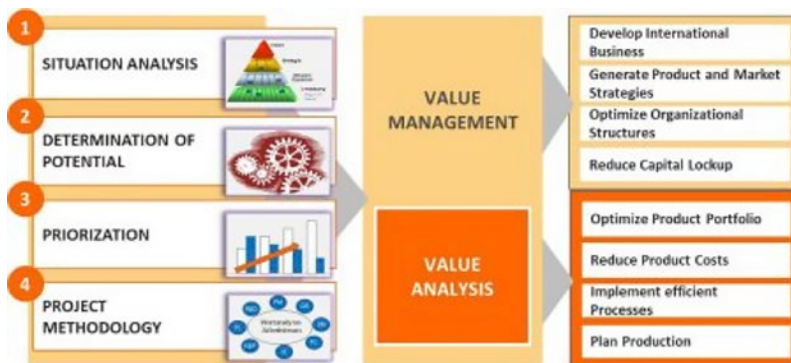 1
SITUATION ANALYSIS
2
DETERMINATION OF
POTENTIAL
3
PRIORIZATION
4
PROJECT
METHODOLOGY
VALUE
MANAGEMENT
VALUE
ANALYSIS
Develop International
Business
Generate Product and Market
Strategies
Optimize Organizational
Structures
Reduce Capital Lockup
Optimize Product Portfolio
Reduce Product Costs
Implement efficient
Processes
Plan Production